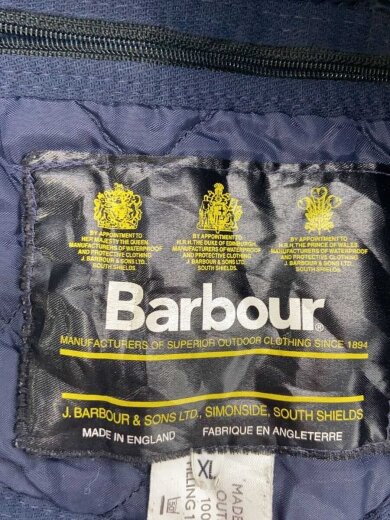 BY APPOINTMENT TO
HER MAJESTY THE QUEEN
MANUFACTURERS OF WATERPROOF
AND PROTECTIVE CLOTHING
J. BARBOUR & SONS LTD.
SOUTH SHIELDS
BY APPOINTMENT TO
H.R.H. THE DUKE OF EDINBURGH
MANUFACTURERS OF WATERPROOF
AND PROTECTIVE CLOTHING
J. BARBOUR & SONS LTD.
SOUTH SHIELDS
BY APPOINTMENT TO
H.R.H. THE PRINCE OF WALES
MANUFACTURERS OF WATERPROOF
AND PROTECTIVE CLOTHING
J. BARBOUR & SONS LTD.
SOUTH SHIELDS
Barbour®
MANUFACTURERS OF SUPERIOR OUTDOOR CLOTHING SINCE 1894
J. BARBOUR & SONS LTD., SIMONSIDE, SOUTH SHIELDS
MADE IN ENGLAND FABRIQUE EN ANGLETERRE
XL
MADE
OUT
100